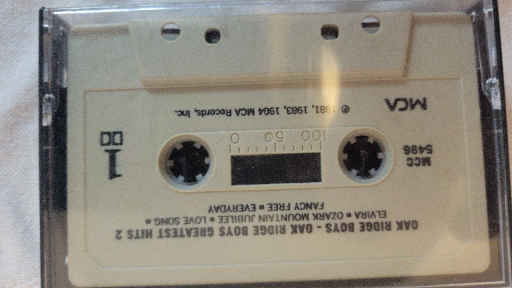 OAK RIDGE BOYS - OAK RIDGE BOYS GREATEST HITS 2
ELVIRA ■ OZARK MOUNTAIN JUBILEE ■ LOVE SONG ■
FANCY FREE ■ EVERYDAY
MCC
5496
1
DO
100 50 0
MCA
℗ 1981, 1983, 1984 MCA Records, Inc.